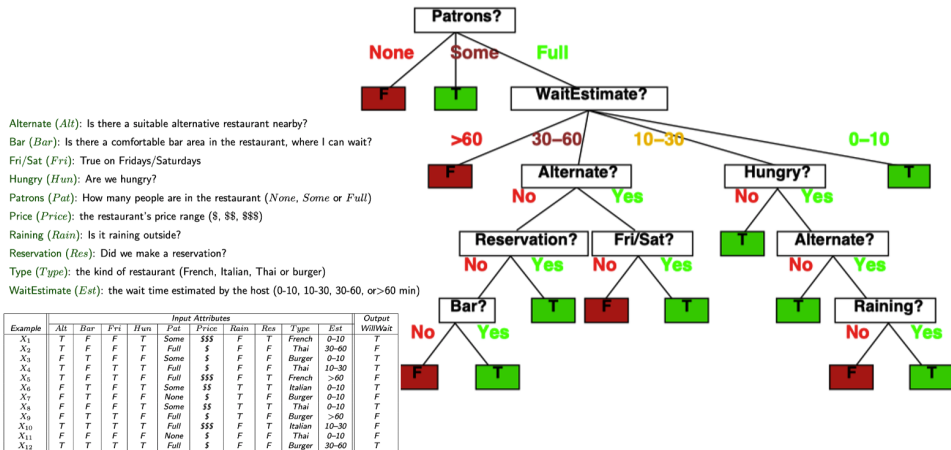 Patrons?
None Some Full
F T WaitEstimate?
>60 30–60 10–30 0–10
F Alternate? Hungry? T
No Yes No Yes
Reservation? Fri/Sat? T Alternate?
No Yes No Yes No Yes
Bar? T F T T Raining?
No Yes No Yes
F T F T
Alternate (Alt): Is there a suitable alternative restaurant nearby?
Bar (Bar): Is there a comfortable bar area in the restaurant, where I can wait?
Fri/Sat (Fri): True on Fridays/Saturdays
Hungry (Hun): Are we hungry?
Patrons (Pat): How many people are in the restaurant (None, Some or Full)
Price (Price): the restaurant's price range ($, $$, $$$)
Raining (Rain): Is it raining outside?
Reservation (Res): Did we make a reservation?
Type (Type): the kind of restaurant (French, Italian, Thai or burger)
WaitEstimate (Est): the wait time estimated by the host (0-10, 10-30, 30-60, or>60 min)
Input Attributes Output
Example Alt Bar Fri Hun Pat Price Rain Res Type Est WillWait
X1 T F F T Some $$$ F T French 0–10 T
X2 T F F T Full $ F F Thai 30–60 F
X3 F T F F Some $ F F Burger 0–10 T
X4 T F T T Full $ F F Thai 10–30 T
X5 T F T F Full $$$ F T French >60 F
X6 F T F T Some $$ T T Italian 0–10 T
X7 F T F F None $ T F Burger 0–10 F
X8 F F F T Some $$ T T Thai 0–10 T
X9 F T T F Full $ T F Burger >60 F
X10 T T T T Full $$$ F T Italian 10–30 F
X11 F F F F None $ F F Thai 0–10 F
X12 T T T T Full $ F F Burger 30–60 T